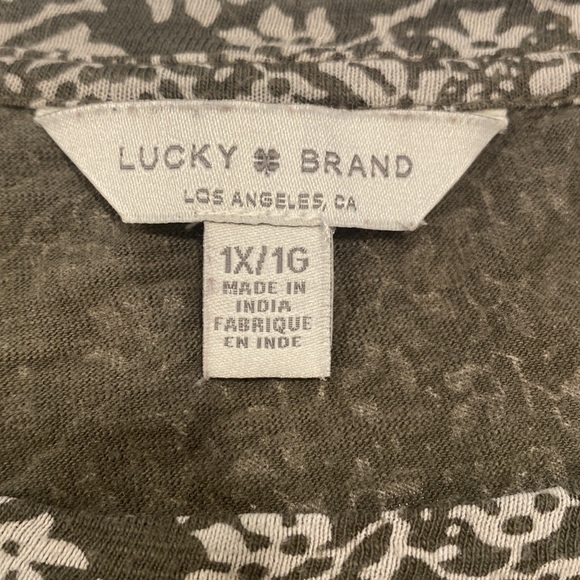 LUCKY BRAND
LOS ANGELES, CA
1X/1G
MADE IN
INDIA
FABRIQUE
EN INDE